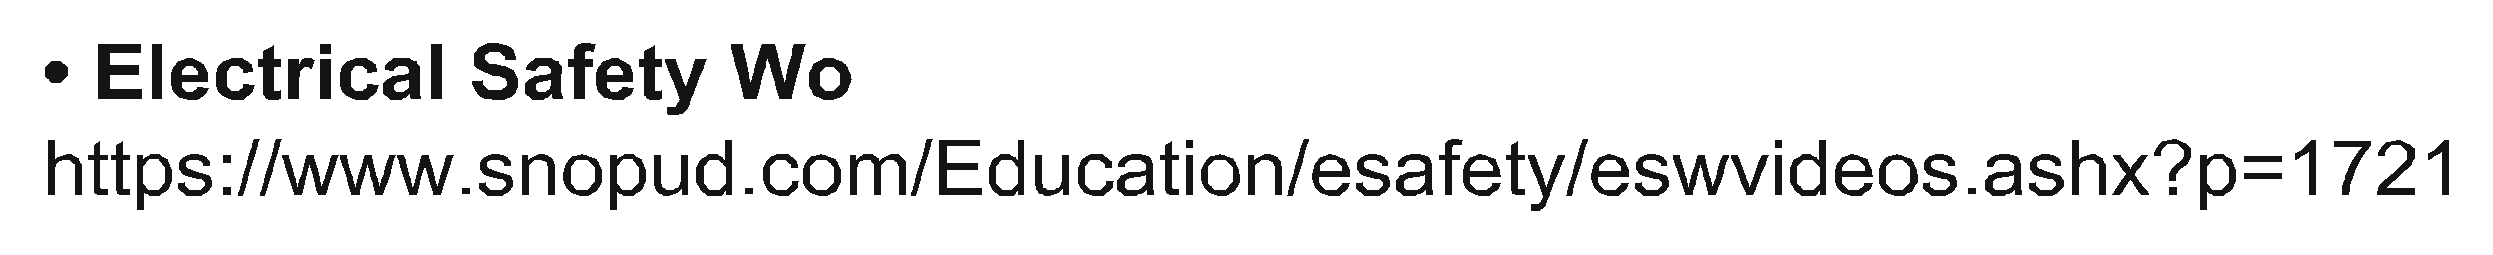 • Electrical Safety Wo
https://www.snopud.com/Education/esafety/eswvideos.ashx?p=1721